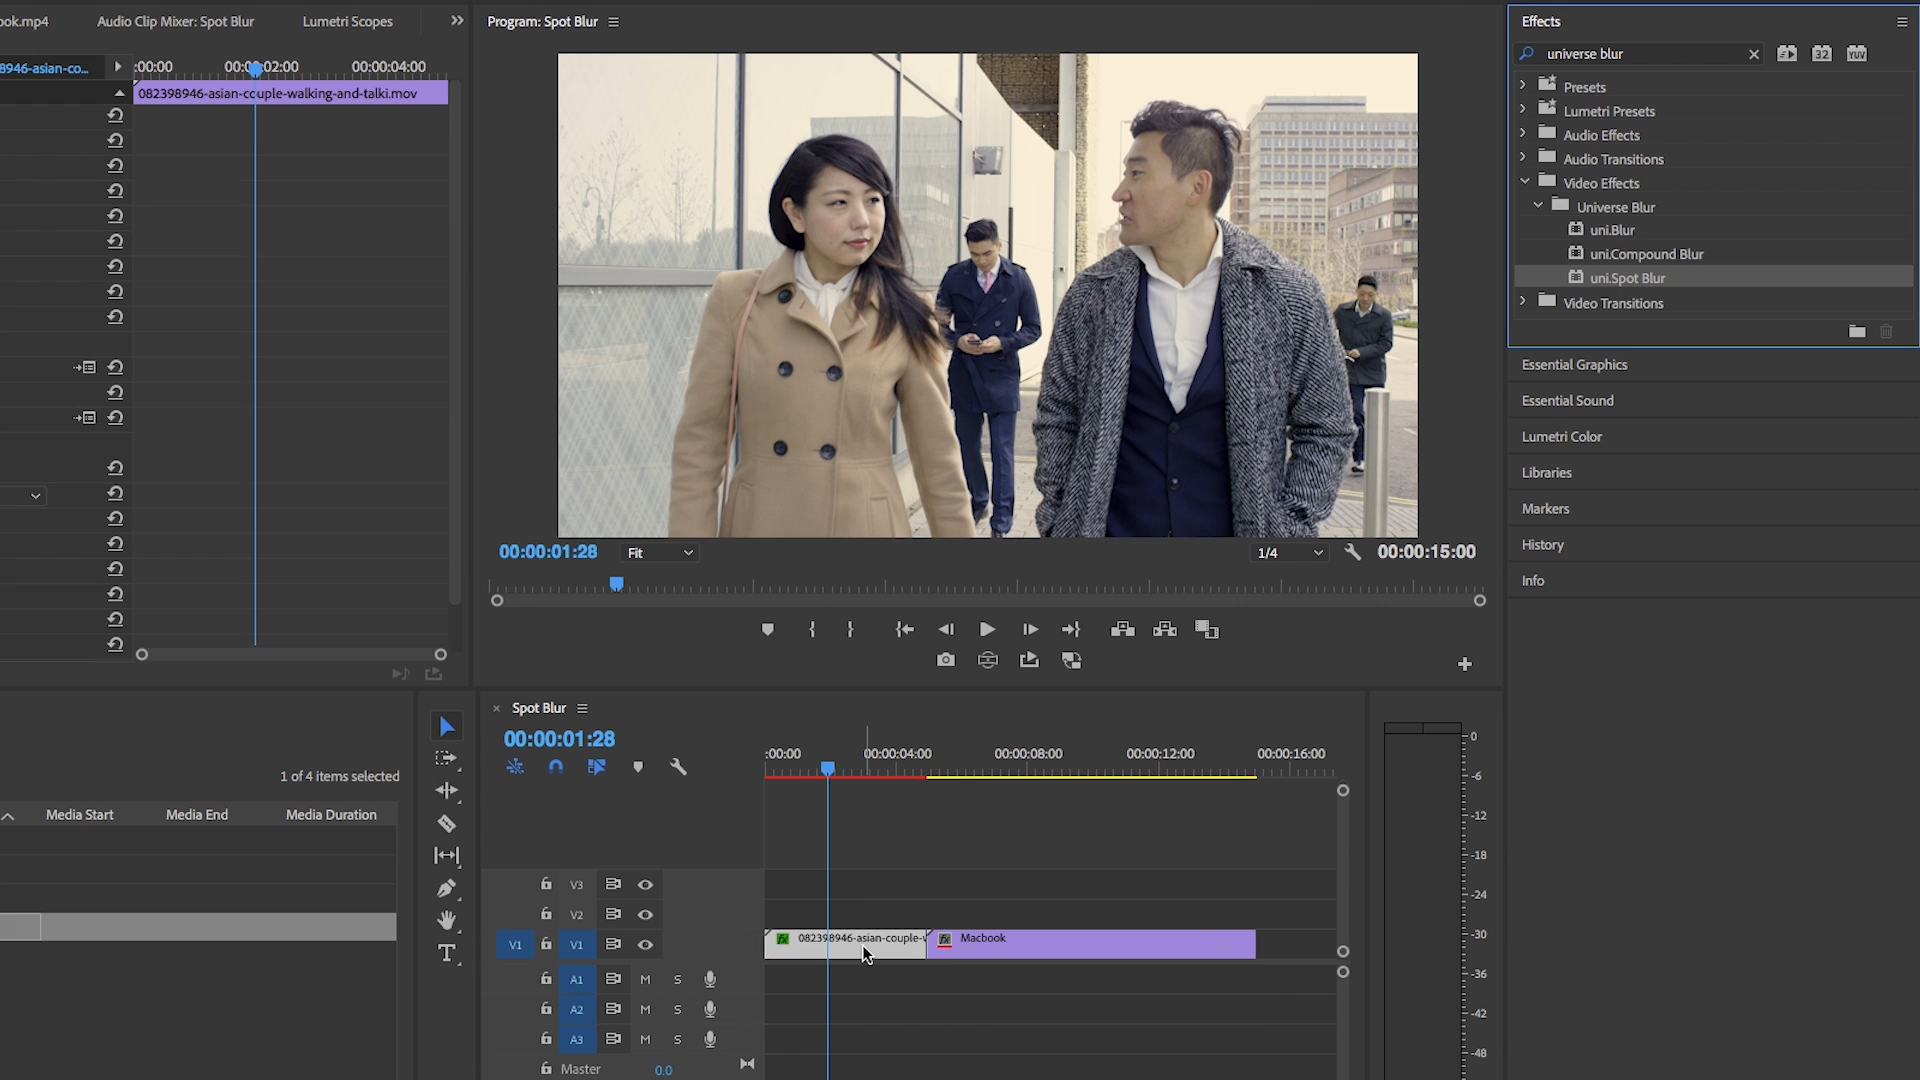 ook.mp4
Audio Clip Mixer: Spot Blur
Lumetri Scopes
Program: Spot Blur
Effects
8946-asian-co...
:00:00
00:00:02:00
00:00:04:00
universe blur
32
YUV
082398946-asian-couple-walking-and-talki.mov
Presets
Lumetri Presets
Audio Effects
Audio Transitions
Video Effects
Universe Blur
uni.Blur
uni.Compound Blur
uni.Spot Blur
Video Transitions
Essential Graphics
Essential Sound
Lumetri Color
Libraries
Markers
History
Info
00:00:01:28
Fit
1/4
00:00:15:00
Spot Blur
00:00:01:28
:00:00
00:00:04:00
00:00:08:00
00:00:12:00
00:00:16:00
1 of 4 items selected
Media Start
Media End
Media Duration
V3
V2
V1
V1
fx
082398946-asian-couple-w
fx
Macbook
A1
M
S
A2
M
S
A3
M
S
Master
0.0
0
-6
-12
-18
-24
-30
-36
-42
-48